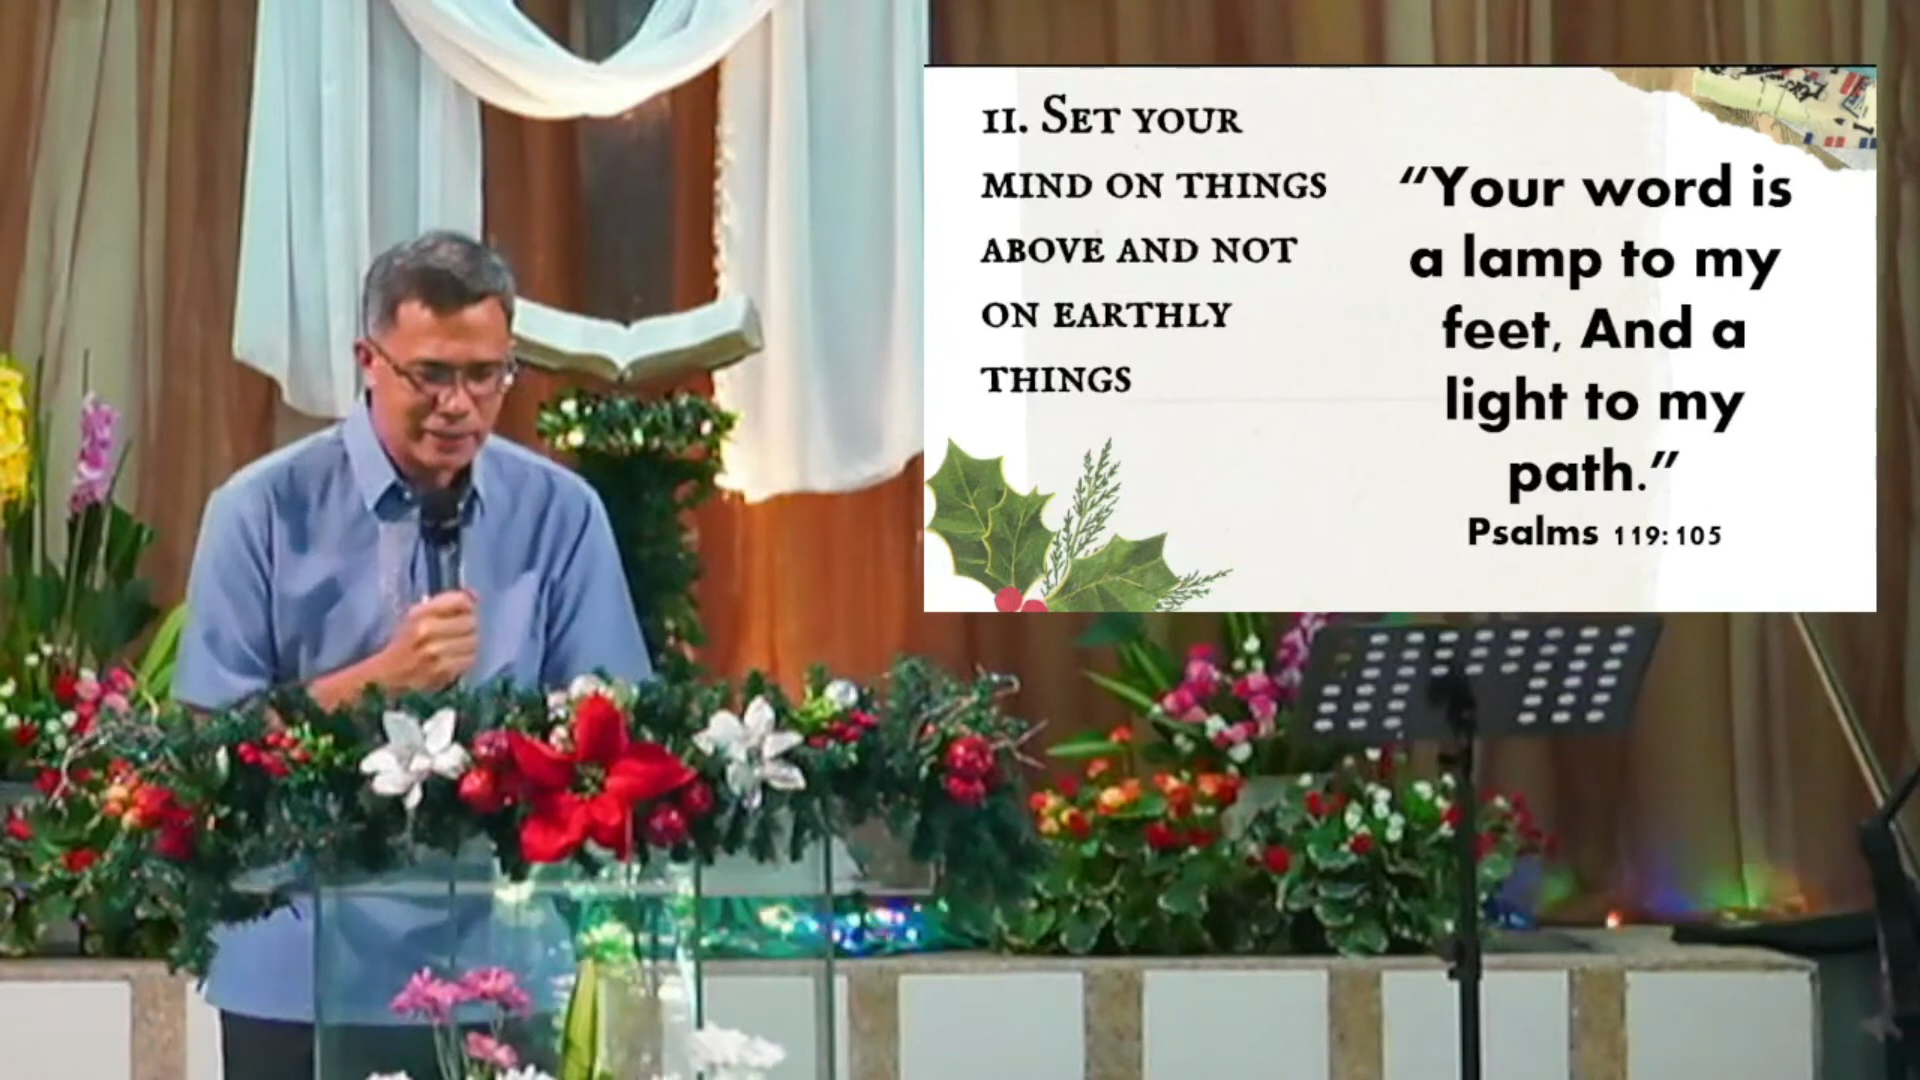 11. Set your
mind on things
above and not
on earthly
things
“Your word is
a lamp to my
feet, And a
light to my
path.”
Psalms 119:105